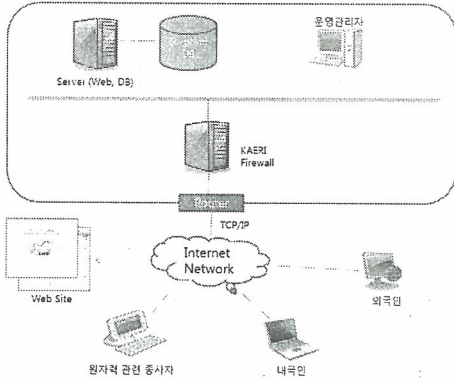 운영관리자
Server (Web, DB)
KAERI
Firewall
TCP/IP
Internet
Network
Web Site
외국인
원자력 관련 종사자
내국인